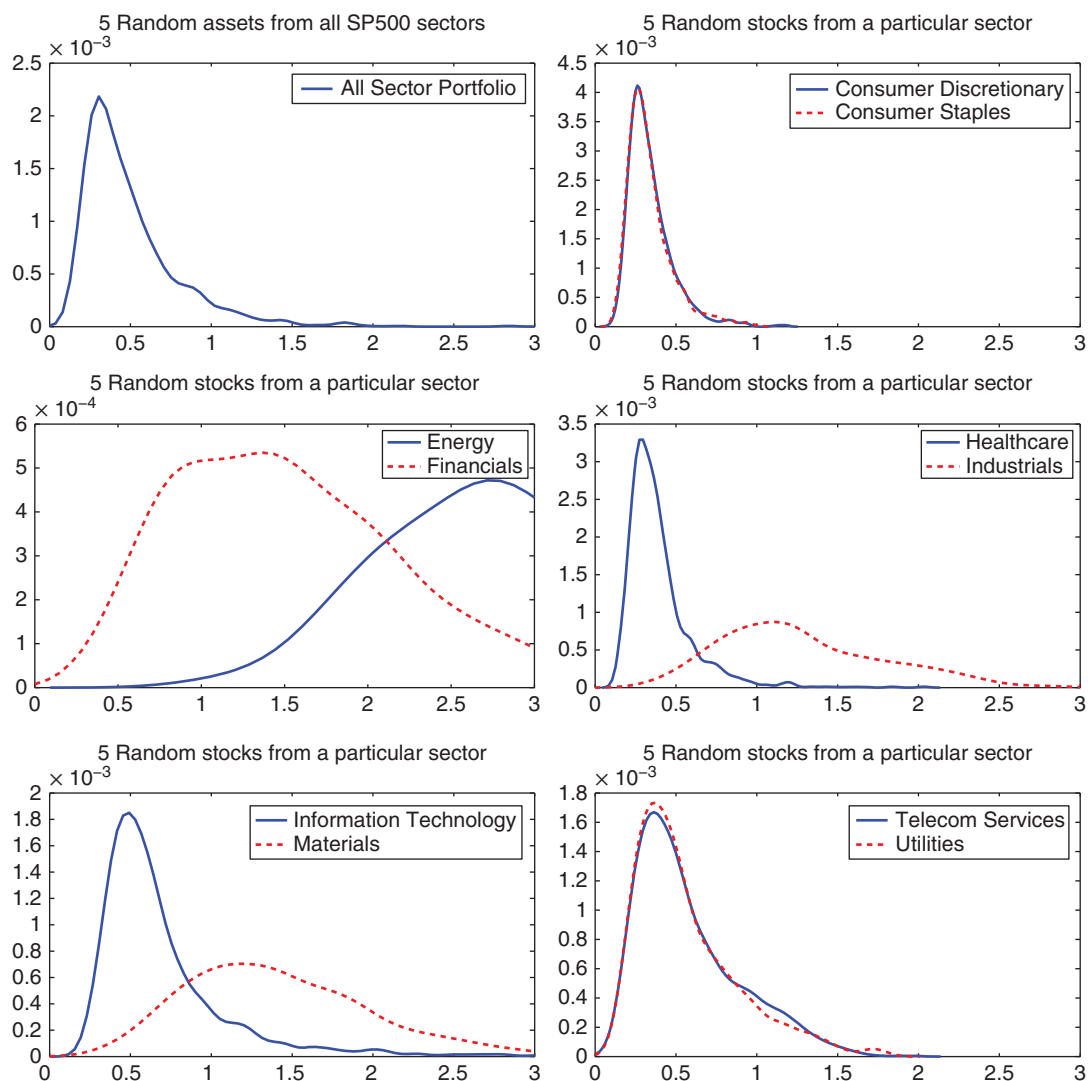 5 Random assets from all SP500 sectors
× 10⁻³
2.5
2
1.5
1
0.5
0
0 0.5 1 1.5 2 2.5 3
All Sector Portfolio
5 Random stocks from a particular sector
× 10⁻³
4.5
4
3.5
3
2.5
2
1.5
1
0.5
0
0 0.5 1 1.5 2 2.5 3
Consumer Discretionary
Consumer Staples
5 Random stocks from a particular sector
× 10⁻⁴
6
5
4
3
2
1
0
0 0.5 1 1.5 2 2.5 3
Energy
Financials
5 Random stocks from a particular sector
× 10⁻³
3.5
3
2.5
2
1.5
1
0.5
0
0 0.5 1 1.5 2 2.5 3
Healthcare
Industrials
5 Random stocks from a particular sector
× 10⁻³
2
1.8
1.6
1.4
1.2
1
0.8
0.6
0.4
0.2
0
0 0.5 1 1.5 2 2.5 3
Information Technology
Materials
5 Random stocks from a particular sector
× 10⁻³
1.8
1.6
1.4
1.2
1
0.8
0.6
0.4
0.2
0
0 0.5 1 1.5 2 2.5 3
Telecom Services
Utilities